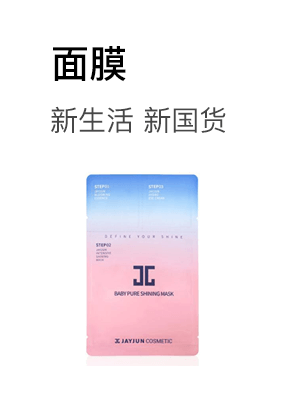 面膜
新生活 新国货
STEP01
STEP02
DEFINE YOUR SHINE
STEP03
BABY PURE SHINING MASK
JAYJUN COSMETIC